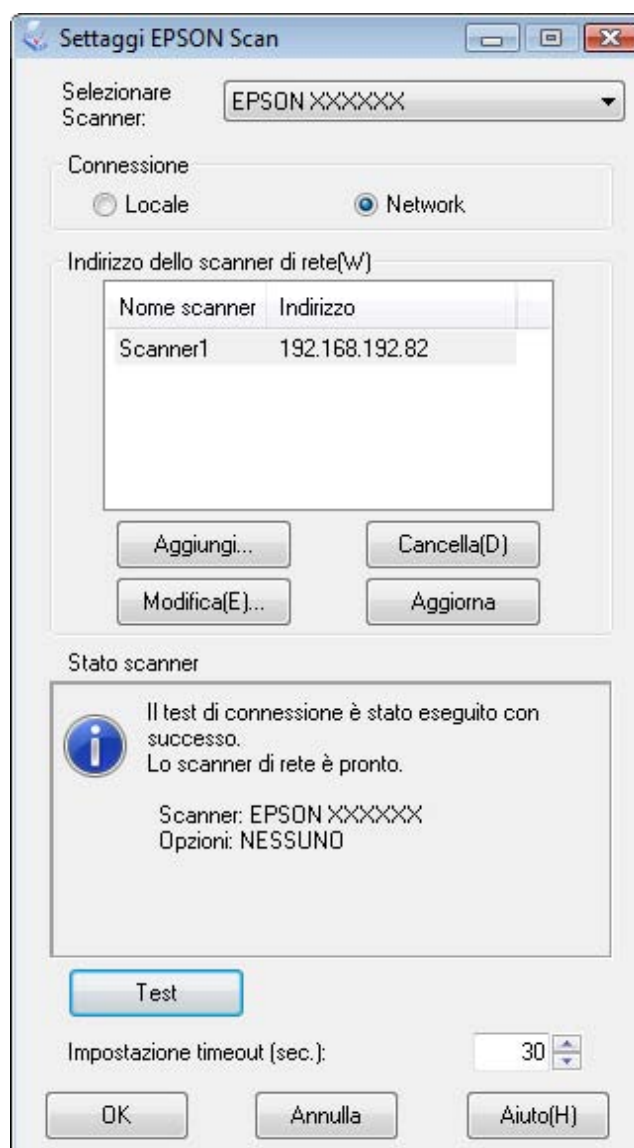 Settaggi EPSON Scan
Selezionare
Scanner:
EPSON XXXXXX
Connessione
Locale
Network
Indirizzo dello scanner di rete(W)
Nome scanner Indirizzo
Scanner1 192.168.192.82
Aggiungi... Cancella(D)
Modifica(E)... Aggiorna
Stato scanner
Il test di connessione è stato eseguito con
successo.
Lo scanner di rete è pronto.
Scanner: EPSON XXXXXX
Opzioni: NESSUNO
Test
Impostazione timeout (sec.): 30
OK Annulla Aiuto(H)